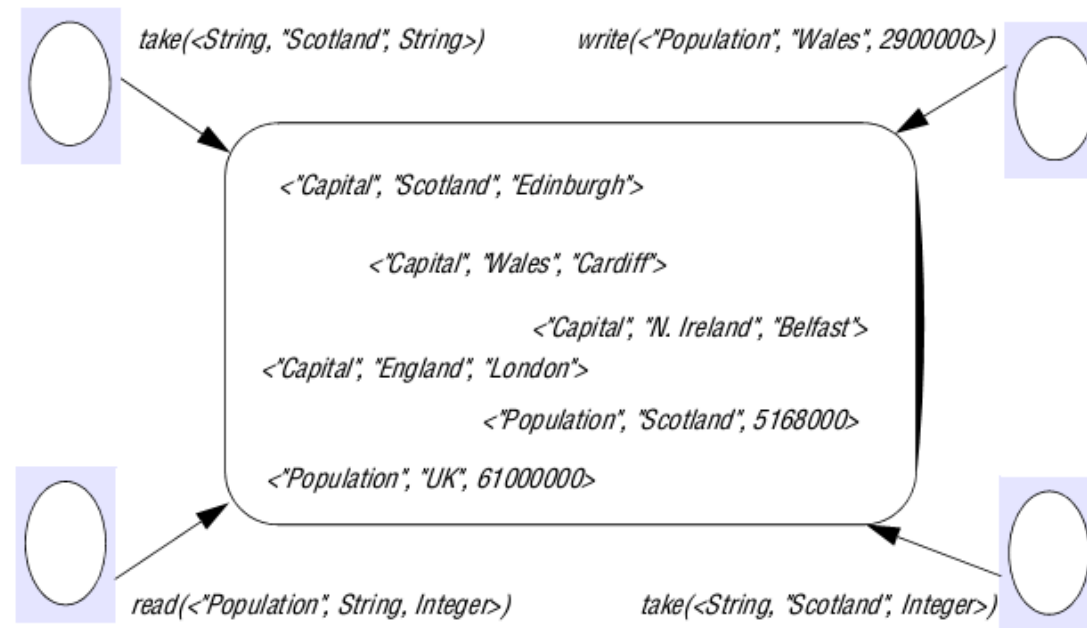 take(<String, "Scotland", String>)
write(<"Population", "Wales", 2900000>)
<"Capital", "Scotland", "Edinburgh">
<"Capital", "Wales", "Cardiff">
<"Capital", "N. Ireland", "Belfast">
<"Capital", "England", "London">
<"Population", "Scotland", 5168000>
<"Population", "UK", 61000000>
read(<"Population", String, Integer>)
take(<String, "Scotland", Integer>)